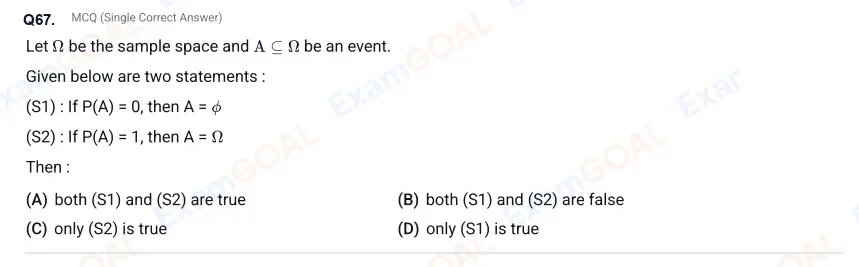 Q67. MCQ (Single Correct Answer)
Let Ω be the sample space and A ⊆ Ω be an event.
Given below are two statements :
(S1) : If P(A) = 0, then A = ϕ
(S2) : If P(A) = 1, then A = Ω
Then :
(A) both (S1) and (S2) are true
(B) both (S1) and (S2) are false
(C) only (S2) is true
(D) only (S1) is true
ExamGOAL